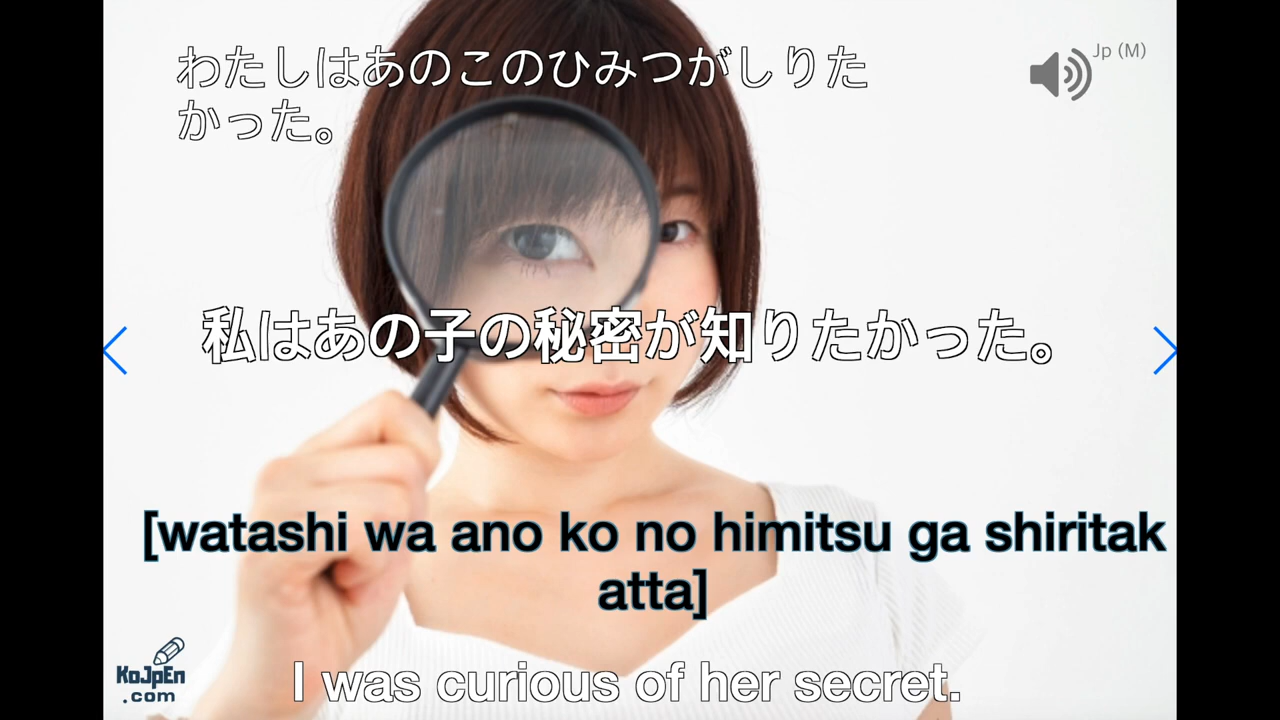 わたしはあのこのひみつがしりた
かった。
Jp (M)
私はあの子の秘密が知りたかった。
[watashi wa ano ko no himitsu ga shiritak
atta]
KoJpEn
.com
I was curious of her secret.